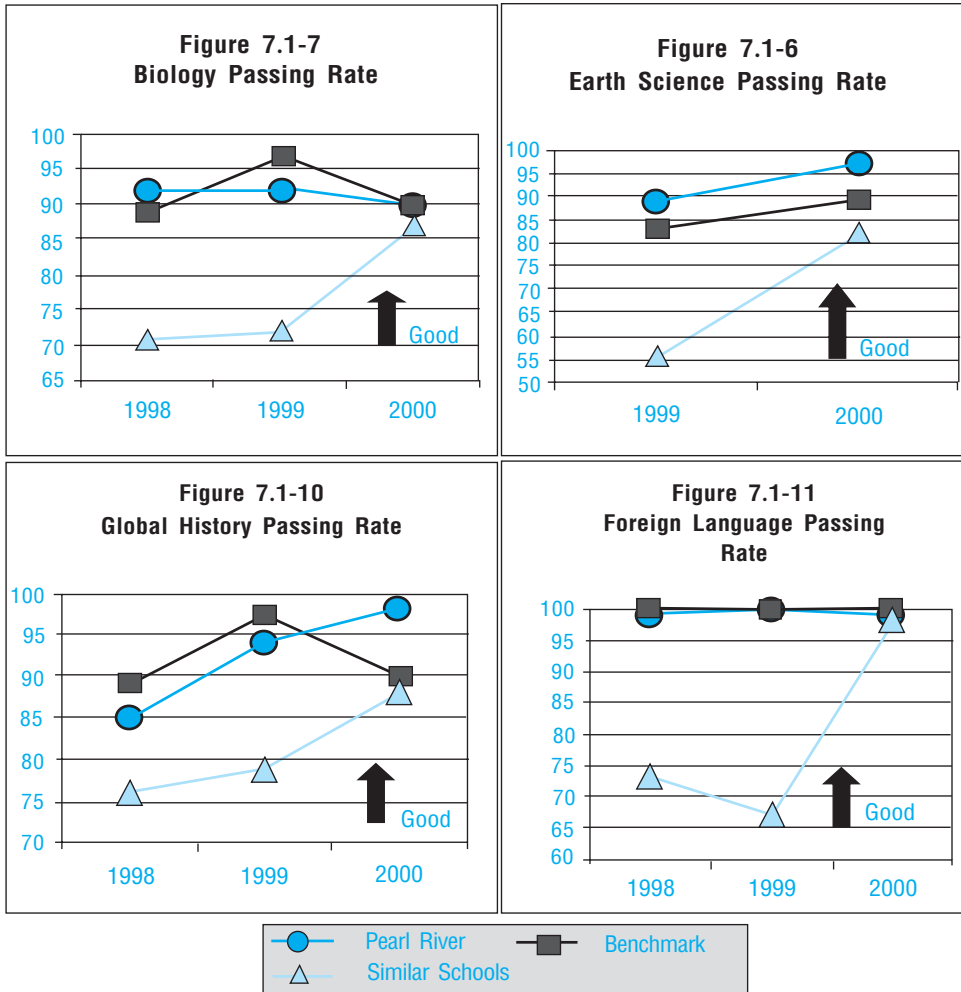 Figure 7.1-7
Biology Passing Rate
100
95
90
85
80
75
70
65
1998
1999
2000
Good
Figure 7.1-6
Earth Science Passing Rate
100
95
90
85
80
75
70
65
60
55
50
1999
2000
Good
Figure 7.1-10
Global History Passing Rate
100
95
90
85
80
75
70
1998
1999
2000
Good
Figure 7.1-11
Foreign Language Passing
Rate
100
95
90
85
80
75
70
65
60
1998
1999
2000
Good
Pearl River
Benchmark
Similar Schools